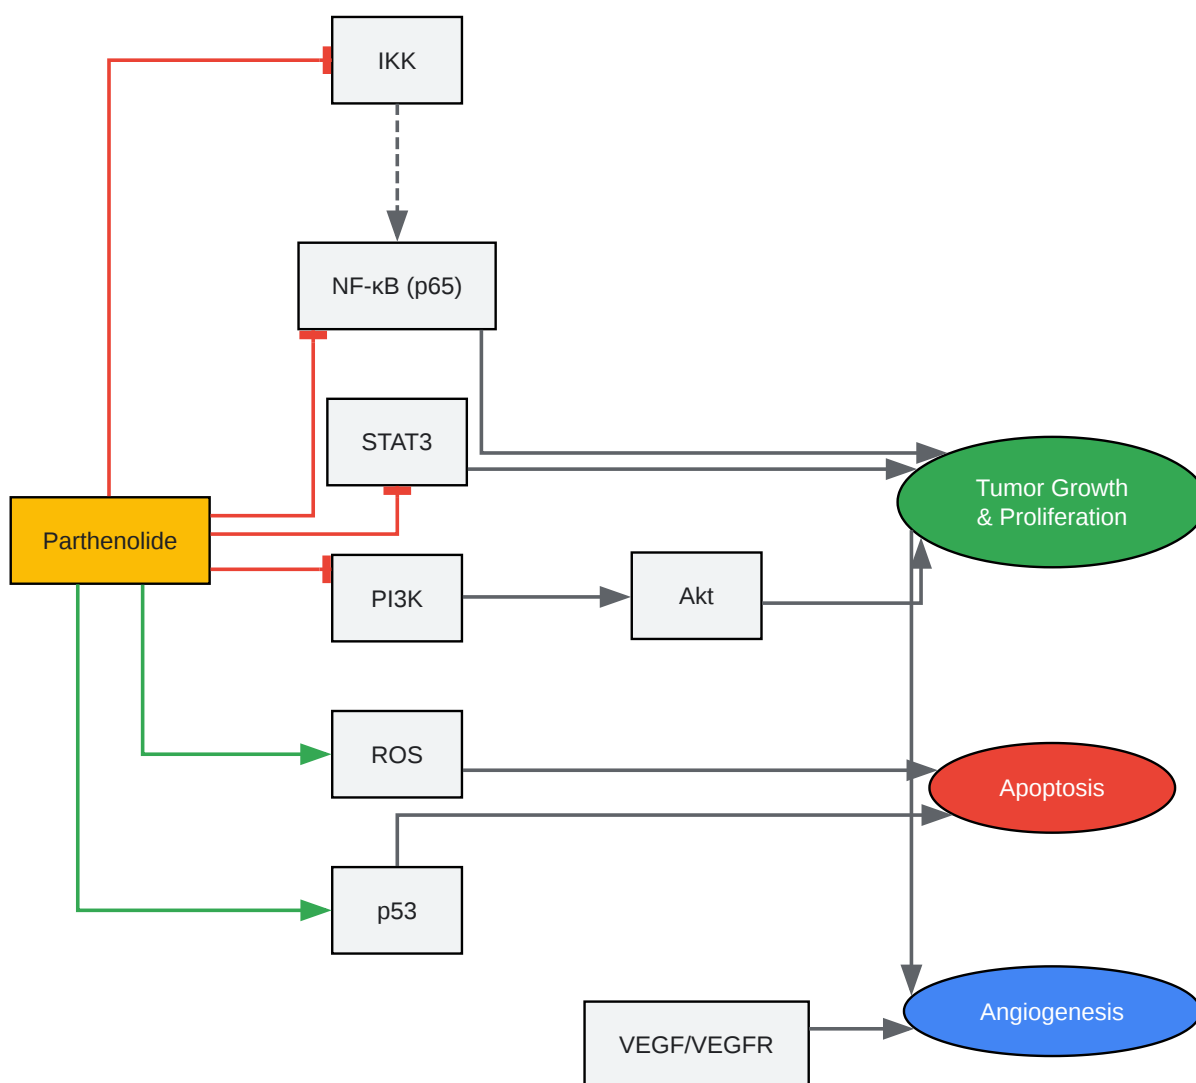 IKK
NF-κB (p65)
STAT3
Tumor Growth
& Proliferation
Parthenolide
PI3K
Akt
ROS
Apoptosis
p53
Angiogenesis
VEGF/VEGFR